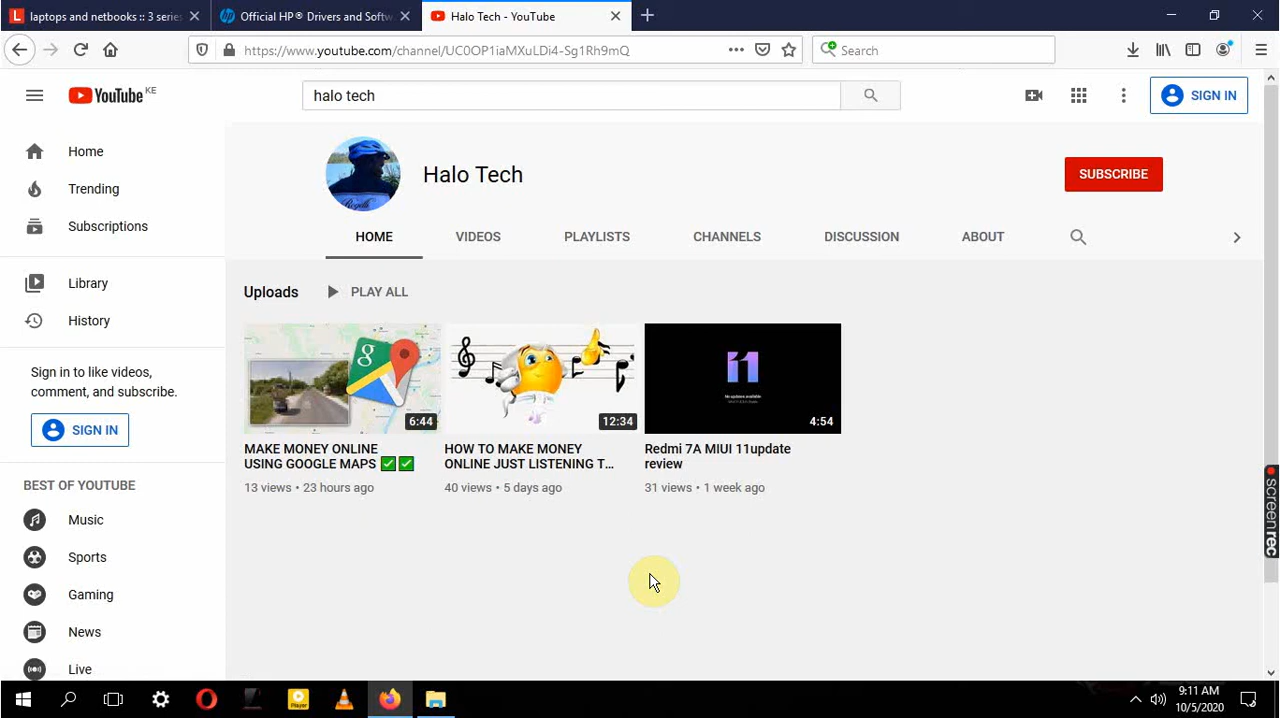 laptops and netbooks :: 3 series
Official HP® Drivers and Softw
Halo Tech - YouTube
https://www.youtube.com/channel/UC0OP1iaMXuLDi4-Sg1Rh9mQ
Search
YouTube KE
halo tech
SIGN IN
Home
Trending
Subscriptions
Library
History
Sign in to like videos,
comment, and subscribe.
SIGN IN
BEST OF YOUTUBE
Music
Sports
Gaming
News
Live
Halo Tech
SUBSCRIBE
HOME
VIDEOS
PLAYLISTS
CHANNELS
DISCUSSION
ABOUT
Uploads
PLAY ALL
6:44
MAKE MONEY ONLINE
USING GOOGLE MAPS ✅✅
13 views • 23 hours ago
12:34
HOW TO MAKE MONEY
ONLINE JUST LISTENING T...
40 views • 5 days ago
11
4:54
Redmi 7A MIUI 11update
review
31 views • 1 week ago
screenrec
Player
9:11 AM
10/5/2020